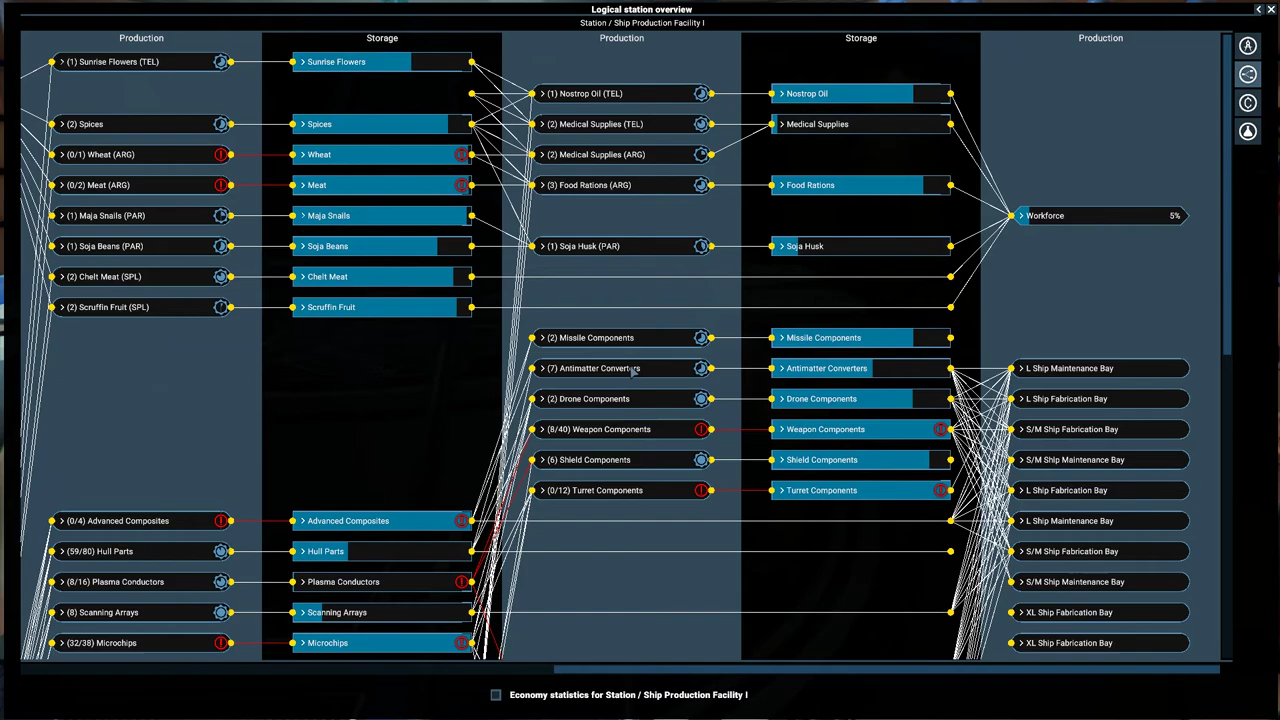 Logical station overview
Station / Ship Production Facility I
Production
Storage
Production
Storage
Production
(1) Sunrise Flowers (TEL)
Sunrise Flowers
(1) Nostrop Oil (TEL)
Nostrop Oil
(2) Spices
Spices
(2) Medical Supplies (TEL)
Medical Supplies
(0/1) Wheat (ARG)
Wheat
(2) Medical Supplies (ARG)
(0/2) Meat (ARG)
Meat
(3) Food Rations (ARG)
Food Rations
(1) Maja Snails (PAR)
Maja Snails
Workforce 5%
(1) Soja Beans (PAR)
Soja Beans
(1) Soja Husk (PAR)
Soja Husk
(2) Chelt Meat (SPL)
Chelt Meat
(2) Scruffin Fruit (SPL)
Scruffin Fruit
(2) Missile Components
Missile Components
(7) Antimatter Converters
Antimatter Converters
L Ship Maintenance Bay
(2) Drone Components
Drone Components
L Ship Fabrication Bay
(8/40) Weapon Components
Weapon Components
S/M Ship Fabrication Bay
(6) Shield Components
Shield Components
S/M Ship Maintenance Bay
(0/12) Turret Components
Turret Components
L Ship Fabrication Bay
(0/4) Advanced Composites
Advanced Composites
L Ship Maintenance Bay
(59/80) Hull Parts
Hull Parts
S/M Ship Fabrication Bay
(8/16) Plasma Conductors
Plasma Conductors
S/M Ship Maintenance Bay
(8) Scanning Arrays
Scanning Arrays
XL Ship Fabrication Bay
(32/38) Microchips
Microchips
XL Ship Fabrication Bay
Economy statistics for Station / Ship Production Facility I